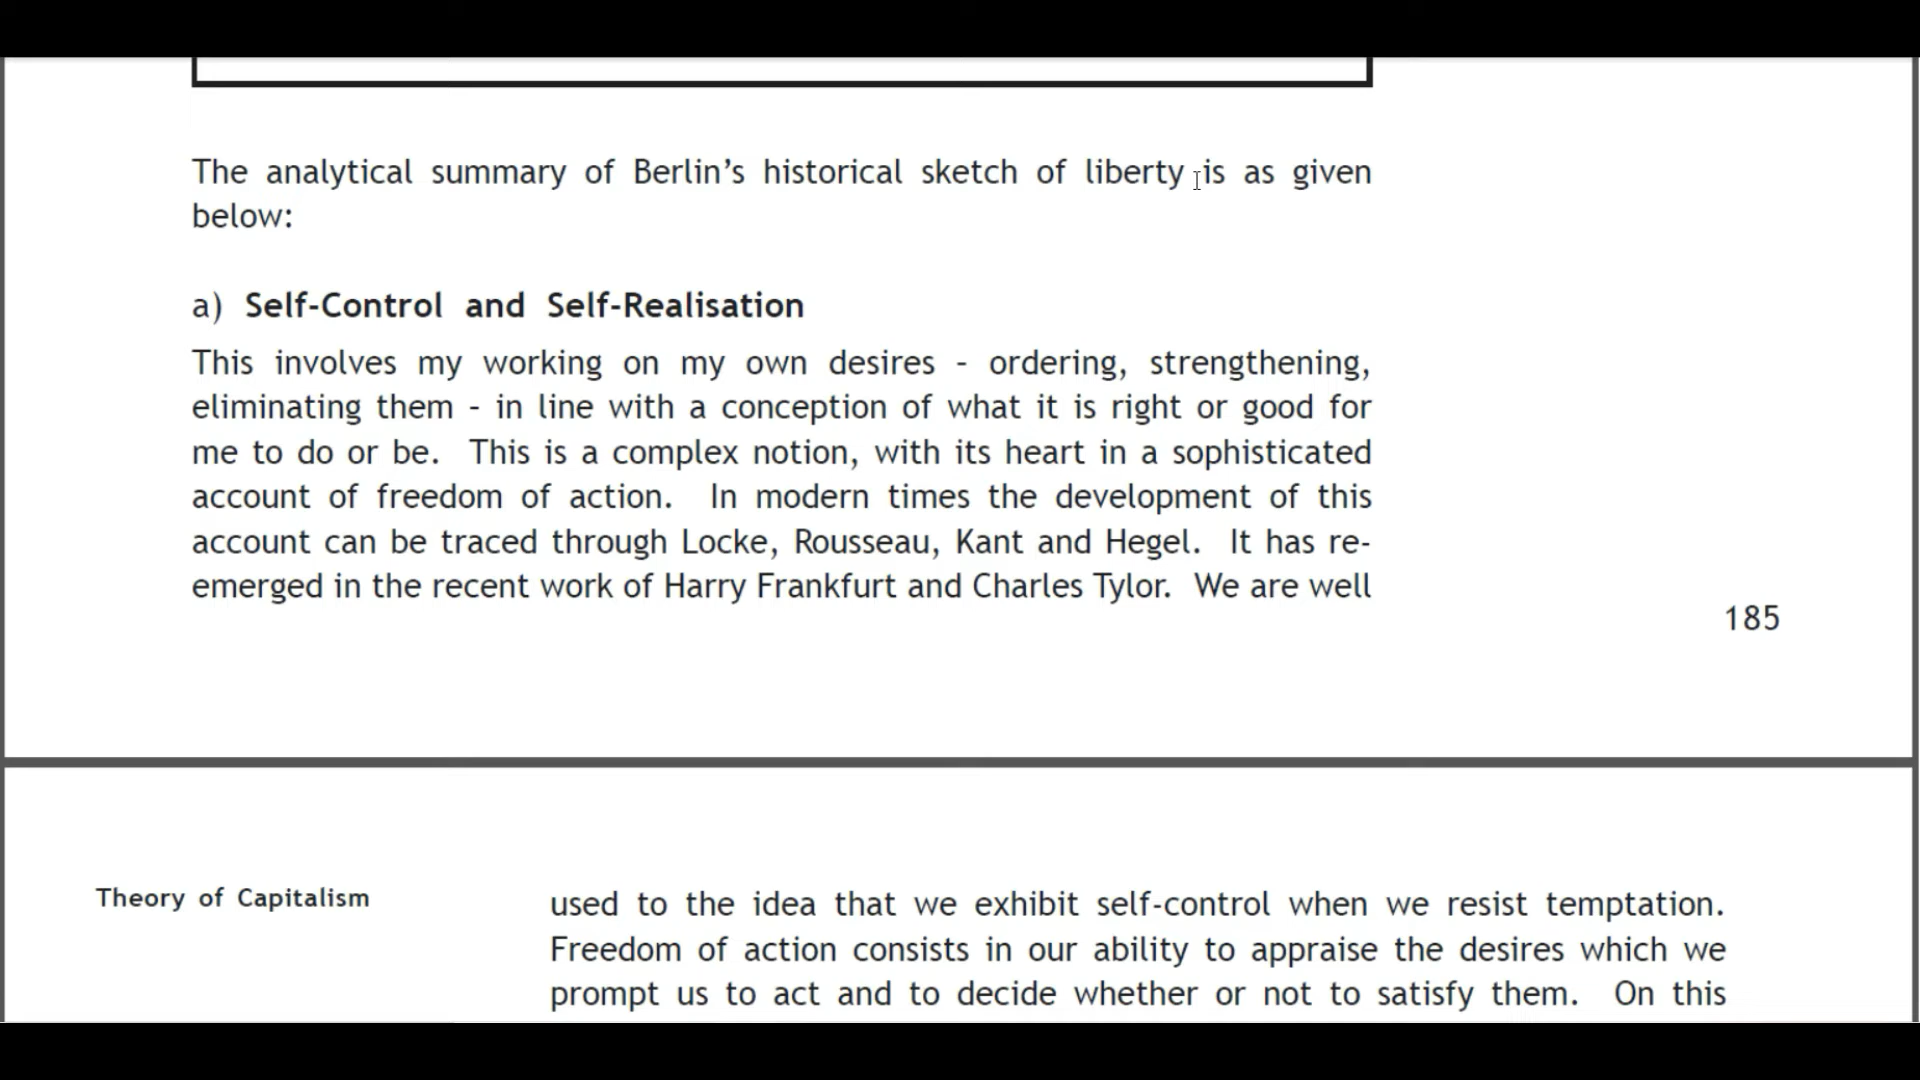 The analytical summary of Berlin’s historical sketch of liberty is as given
below:
a) Self-Control and Self-Realisation
This involves my working on my own desires - ordering, strengthening,
eliminating them - in line with a conception of what it is right or good for
me to do or be. This is a complex notion, with its heart in a sophisticated
account of freedom of action. In modern times the development of this
account can be traced through Locke, Rousseau, Kant and Hegel. It has re-
emerged in the recent work of Harry Frankfurt and Charles Tylor. We are well
185
Theory of Capitalism
used to the idea that we exhibit self-control when we resist temptation.
Freedom of action consists in our ability to appraise the desires which we
prompt us to act and to decide whether or not to satisfy them. On this